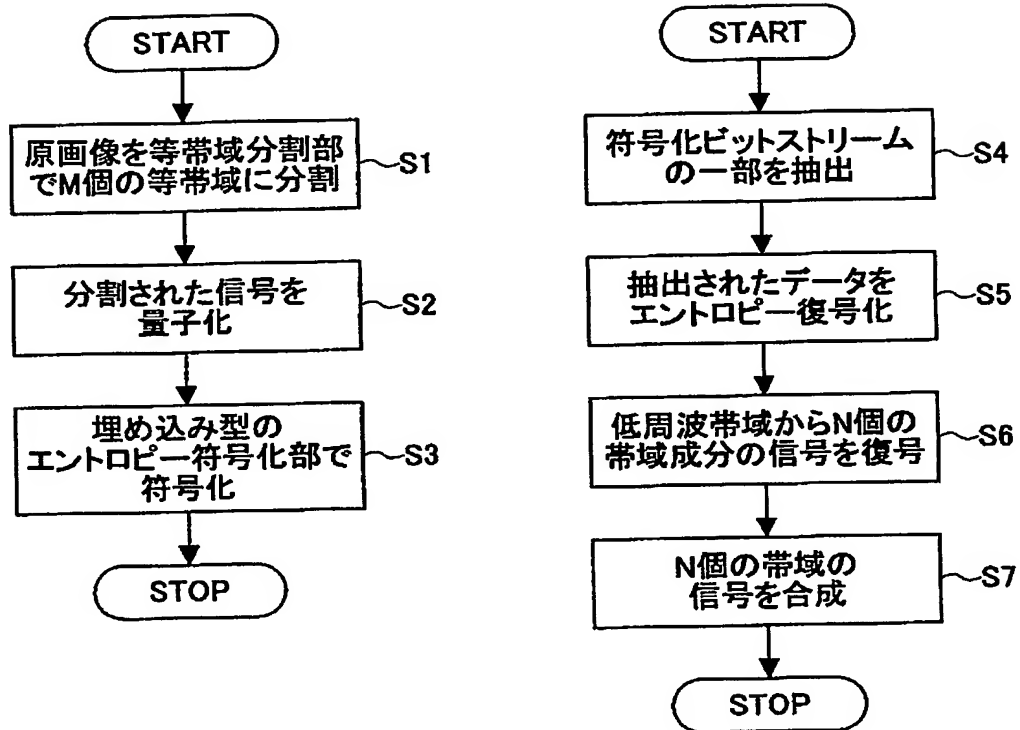 START
原画像を等帯域分割部
でM個の等帯域に分割
S1
分割された信号を
量子化
S2
埋め込み型の
エントロピー符号化部で
符号化
S3
STOP
START
符号化ビットストリーム
の一部を抽出
S4
抽出されたデータを
エントロピー復号化
S5
低周波帯域からN個の
帯域成分の信号を復号
S6
N個の帯域の
信号を合成
S7
STOP